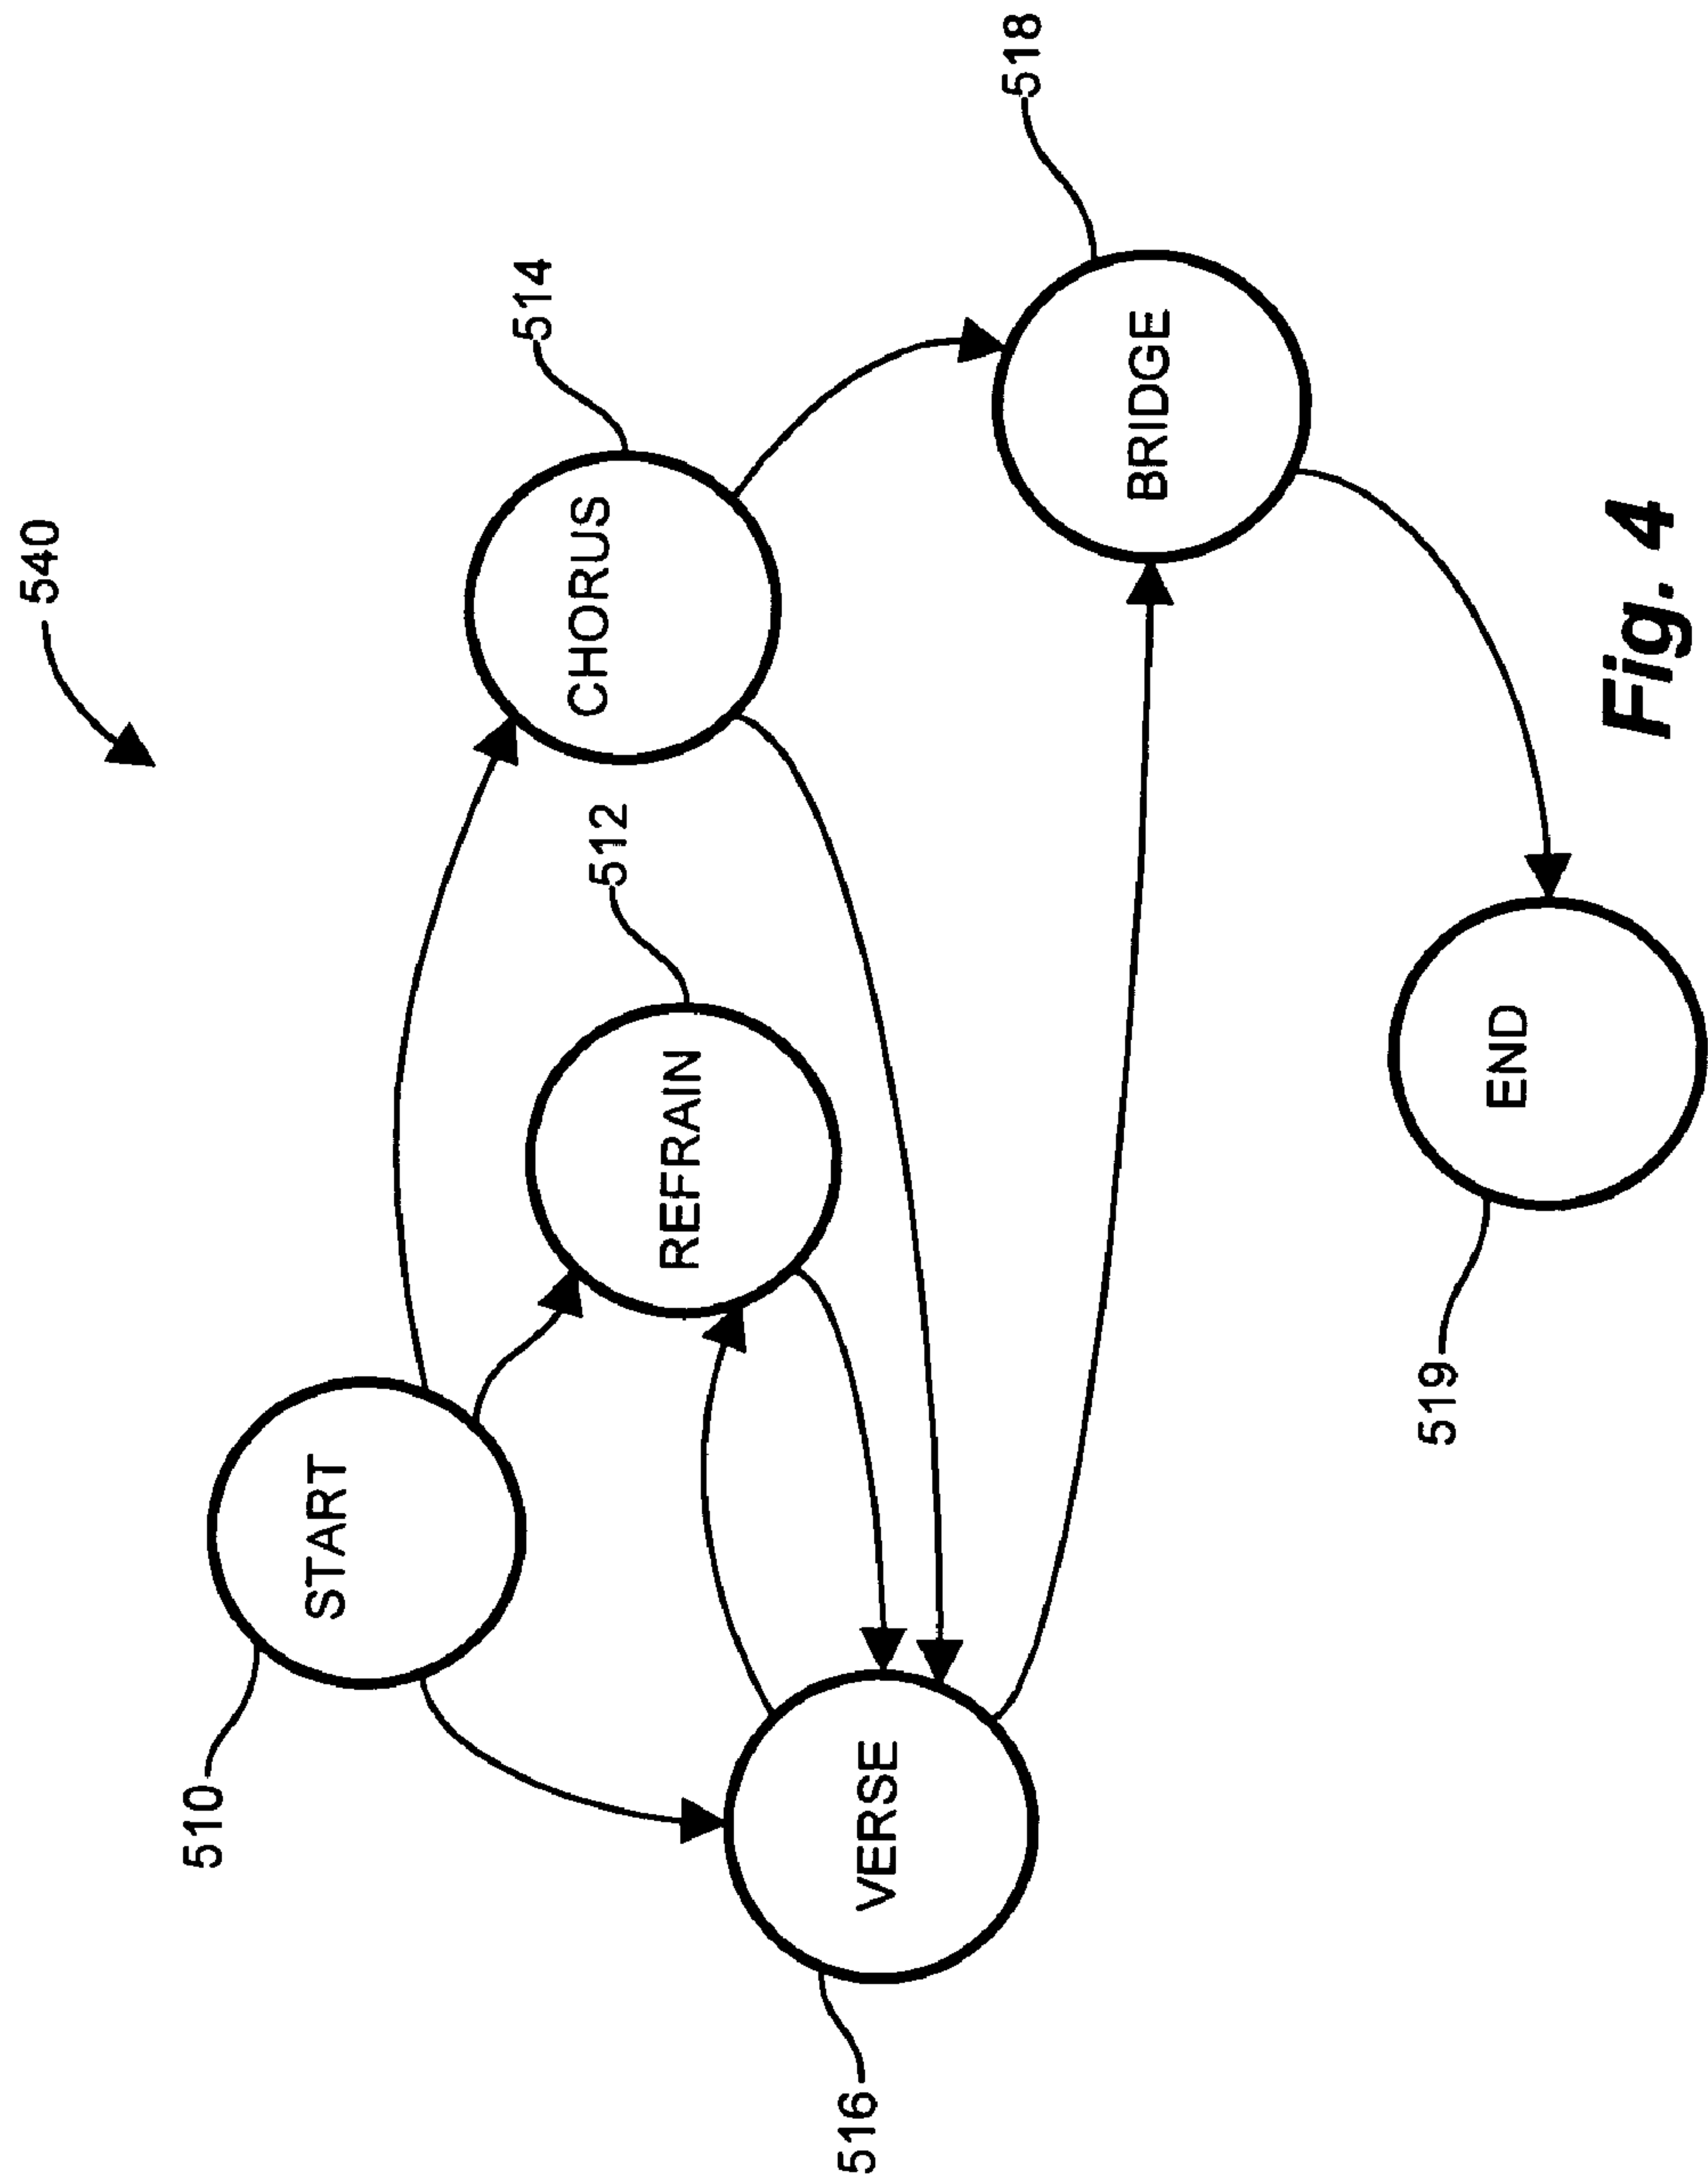 540
510
START
514
CHORUS
512
REFRAIN
518
516
VERSE
BRIDGE
519
END
Fig. 4